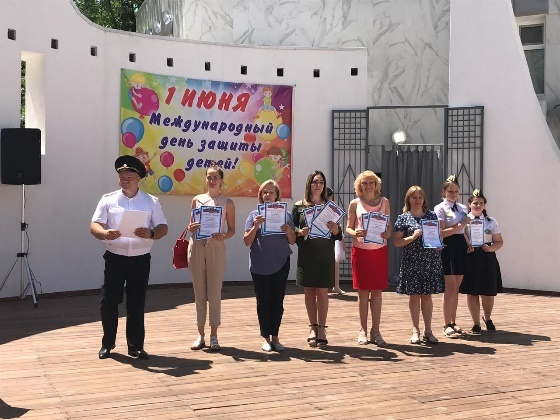 1 ИЮНЯ
Международный
день защиты
детей!